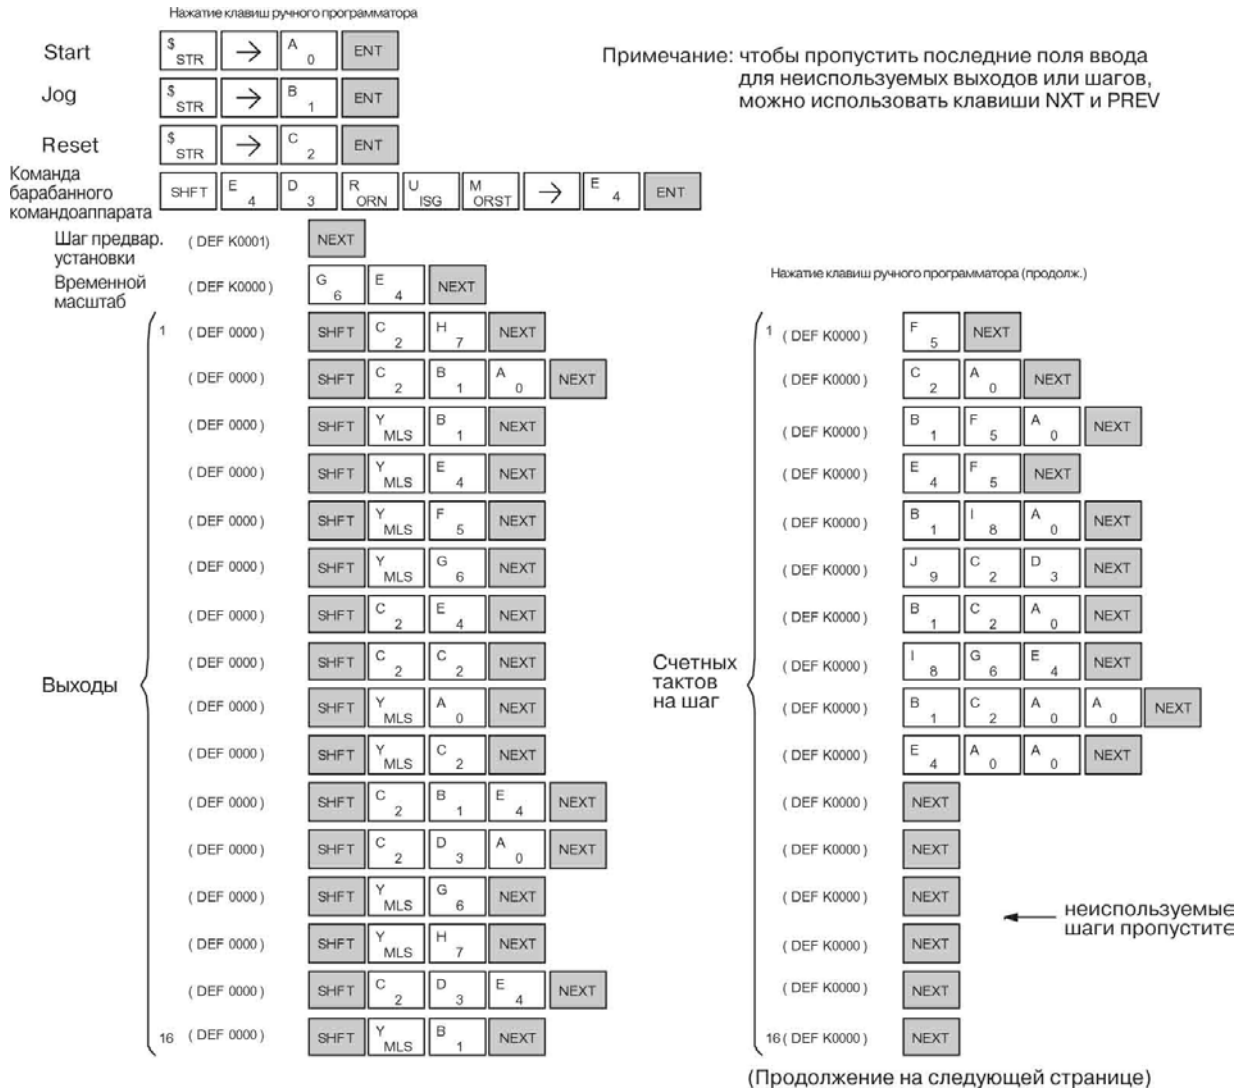 Нажатие клавиш ручного программатора
Start $ STR → A 0 ENT
Jog $ STR → B 1 ENT
Reset $ STR → C 2 ENT
Примечание: чтобы пропустить последние поля ввода
для неиспользуемых выходов или шагов,
можно использовать клавиши NXT и PREV
Команда
барабанного
командоаппарата
SHFT E 4 D 3 R ORN U ISG M ORST → E 4 ENT
Шаг предвар.
установки
( DEF K0001) NEXT
Временной
масштаб
( DEF K0000) G 6 E 4 NEXT
Выходы
1 ( DEF 0000 ) SHFT C 2 H 7 NEXT
( DEF 0000 ) SHFT C 2 B 1 A 0 NEXT
( DEF 0000 ) SHFT Y MLS B 1 NEXT
( DEF 0000 ) SHFT Y MLS E 4 NEXT
( DEF 0000 ) SHFT Y MLS F 5 NEXT
( DEF 0000 ) SHFT Y MLS G 6 NEXT
( DEF 0000 ) SHFT C 2 E 4 NEXT
( DEF 0000 ) SHFT C 2 C 2 NEXT
( DEF 0000 ) SHFT Y MLS A 0 NEXT
( DEF 0000 ) SHFT Y MLS C 2 NEXT
( DEF 0000 ) SHFT C 2 B 1 E 4 NEXT
( DEF 0000 ) SHFT C 2 D 3 A 0 NEXT
( DEF 0000 ) SHFT Y MLS G 6 NEXT
( DEF 0000 ) SHFT Y MLS H 7 NEXT
( DEF 0000 ) SHFT C 2 D 3 E 4 NEXT
16 ( DEF 0000 ) SHFT Y MLS B 1 NEXT
Нажатие клавиш ручного программатора (продолж.)
Счетных
тактов
на шаг
1 ( DEF K0000 ) F 5 NEXT
( DEF K0000 ) C 2 A 0 NEXT
( DEF K0000 ) B 1 F 5 A 0 NEXT
( DEF K0000 ) E 4 F 5 NEXT
( DEF K0000 ) B 1 I 8 A 0 NEXT
( DEF K0000 ) J 9 C 2 D 3 NEXT
( DEF K0000 ) B 1 C 2 A 0 NEXT
( DEF K0000 ) I 8 G 6 E 4 NEXT
( DEF K0000 ) B 1 C 2 A 0 A 0 NEXT
( DEF K0000 ) E 4 A 0 A 0 NEXT
( DEF K0000 ) NEXT
( DEF K0000 ) NEXT
( DEF K0000 ) NEXT
( DEF K0000 ) NEXT
( DEF K0000 ) NEXT
16 ( DEF K0000 ) NEXT
← неиспользуемые
шаги пропустите
(Продолжение на следующей странице)